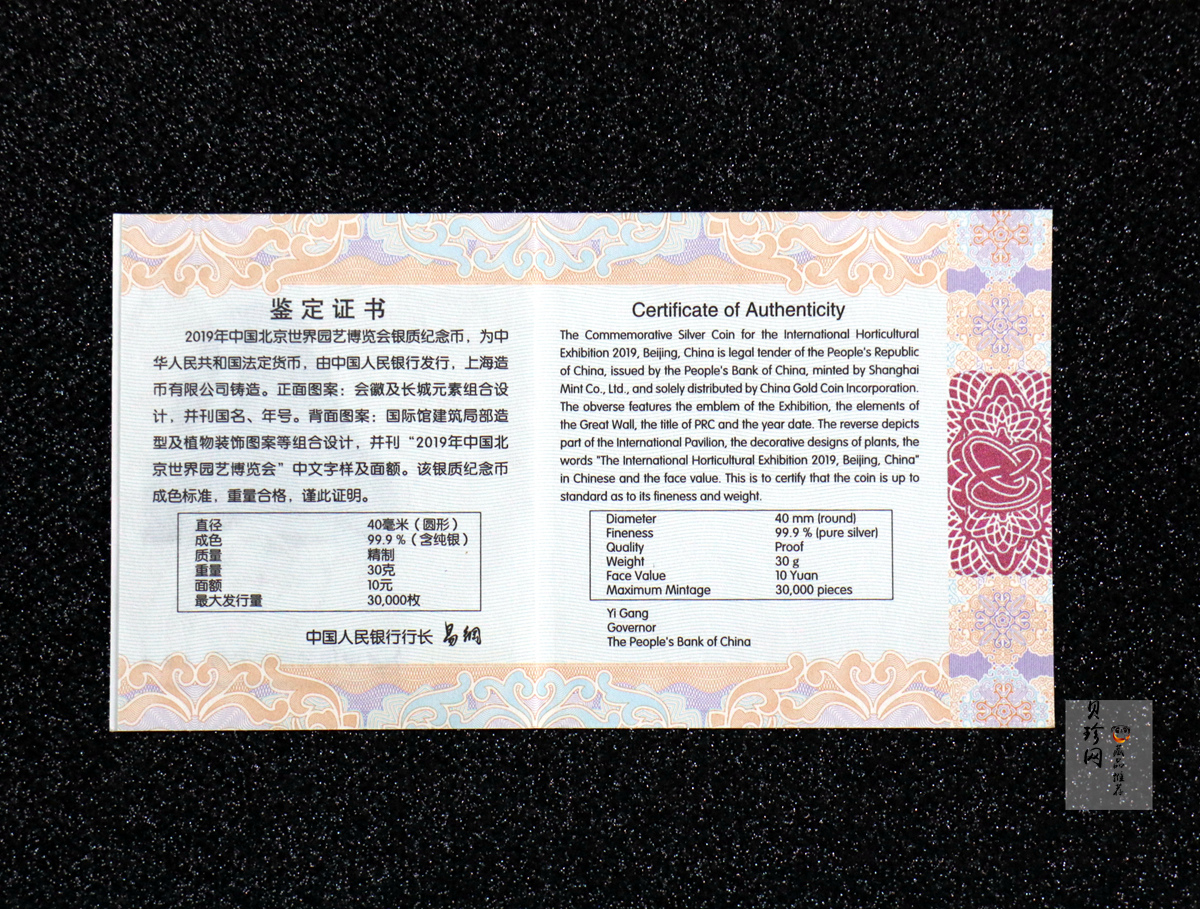 鉴定证书
2019年中国北京世界园艺博览会银质纪念币，为中
华人民共和国法定货币，由中国人民银行发行，上海造
币有限公司铸造。正面图案：会徽及长城元素组合设
计，并刊国名、年号。背面图案：国际馆建筑局部造
型及植物装饰图案等组合设计，并刊“2019年中国北
京世界园艺博览会”中文字样及面额。该银质纪念币
成色标准，重量合格，谨此证明。
直径 40毫米（圆形）
成色 99.9％（含纯银）
质量 精制
重量 30克
面额 10元
最大发行量 30,000枚
中国人民银行行长 易纲
Certificate of Authenticity
The Commemorative Silver Coin for the International Horticultural
Exhibition 2019, Beijing, China is legal tender of the People's Republic
of China, issued by the People's Bank of China, minted by Shanghai
Mint Co., Ltd., and solely distributed by China Gold Coin Incorporation.
The obverse features the emblem of the Exhibition, the elements of
the Great Wall, the title of PRC and the year date. The reverse depicts
part of the International Pavilion, the decorative designs of plants, the
words "The International Horticultural Exhibition 2019, Beijing, China"
in Chinese and the face value. This is to certify that the coin is up to
standard as to its fineness and weight.
Diameter 40 mm (round)
Fineness 99.9 % (pure silver)
Quality Proof
Weight 30 g
Face Value 10 Yuan
Maximum Mintage 30,000 pieces
Yi Gang
Governor
The People's Bank of China
贝珍网
藏品推荐